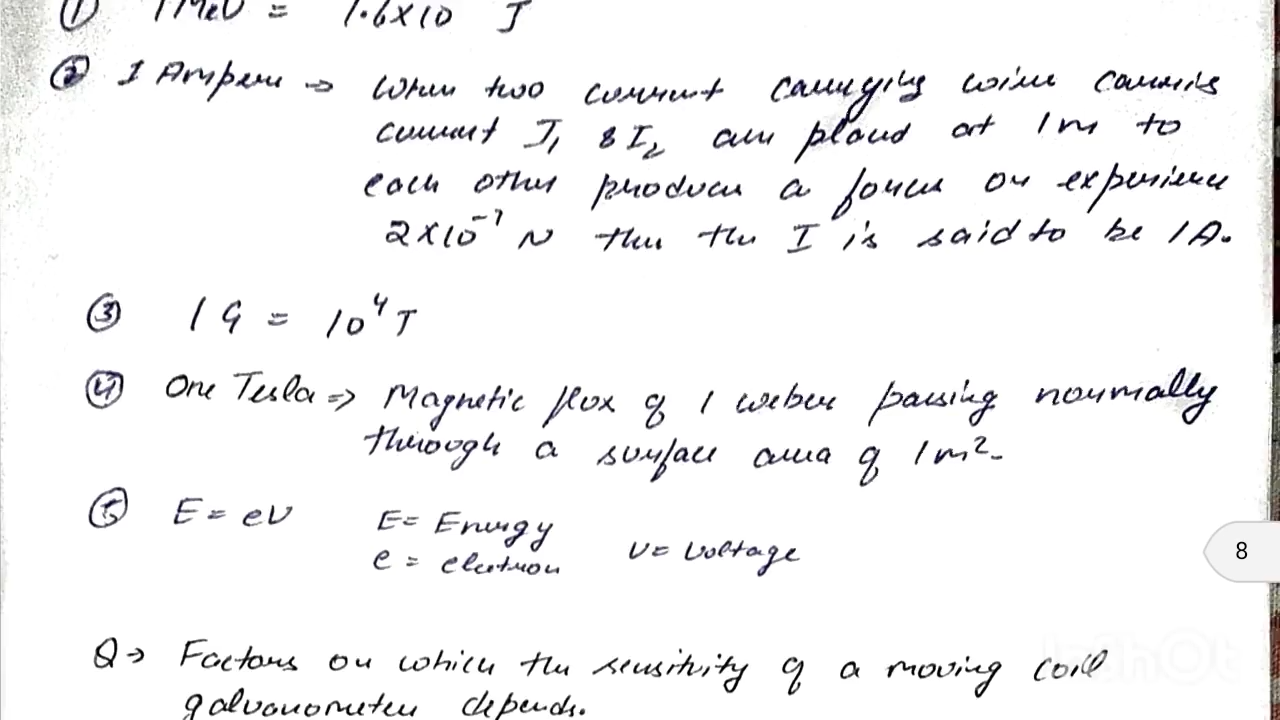 ① 1 MeV = 1.6×10 J
② 1 Ampere ⇒ When two current carrying wire carries
current I₁ & I₂ are placed at 1m to
each other produce a force or experience
2×10⁻⁷ N then the I is said to be 1A.
③ 1 G = 10⁴ T
④ One Tesla ⇒ Magnetic flux of 1 weber passing normally
through a surface area of 1m².
⑤ E = eV E = Energy
e = electron V = Voltage
8
Q → Factors on which the sensitivity of a moving coil
galvanometer depends.
InShOt